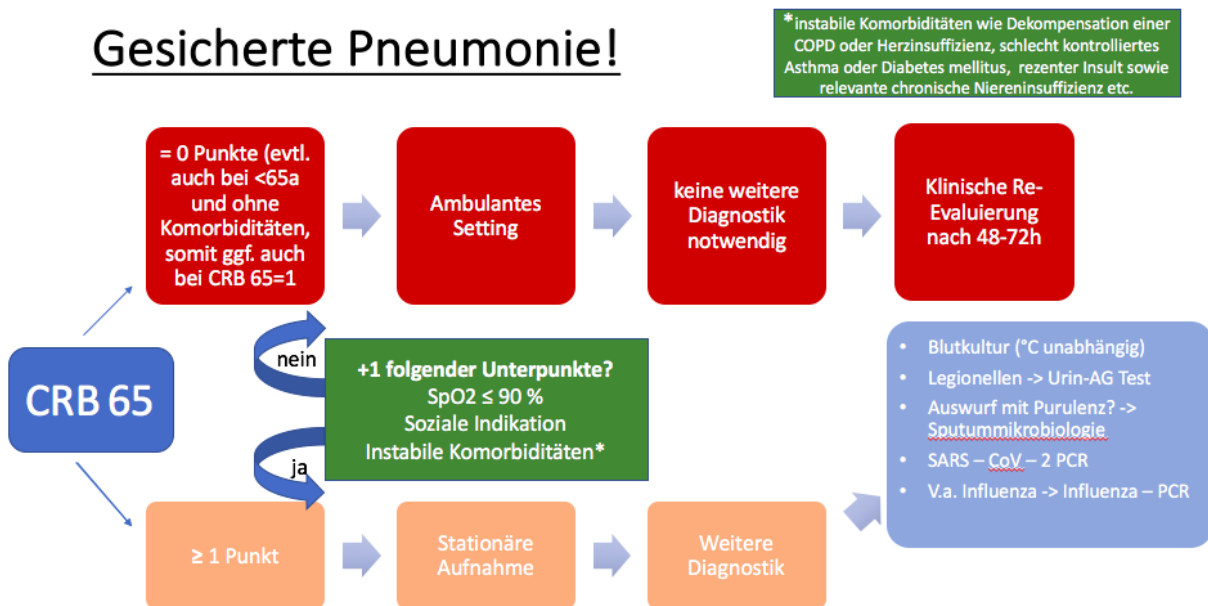 Gesicherte Pneumonie!
*instabile Komorbiditäten wie Dekompensation einer
COPD oder Herzinsuffizienz, schlecht kontrolliertes
Asthma oder Diabetes mellitus, rezenter Insult sowie
relevante chronische Niereninsuffizienz etc.
= 0 Punkte (evtl.
auch bei <65a
und ohne
Komorbiditäten,
somit ggf. auch
bei CRB 65=1
Ambulantes
Setting
keine weitere
Diagnostik
notwendig
Klinische Re-
Evaluierung
nach 48-72h
CRB 65
nein
ja
+1 folgender Unterpunkte?
SpO2 ≤ 90 %
Soziale Indikation
Instabile Komorbiditäten*
≥ 1 Punkt
Stationäre
Aufnahme
Weitere
Diagnostik
• Blutkultur (°C unabhängig)
• Legionellen -> Urin-AG Test
• Auswurf mit Purulenz? ->
Sputummikrobiologie
• SARS – CoV – 2 PCR
• V.a. Influenza -> Influenza – PCR